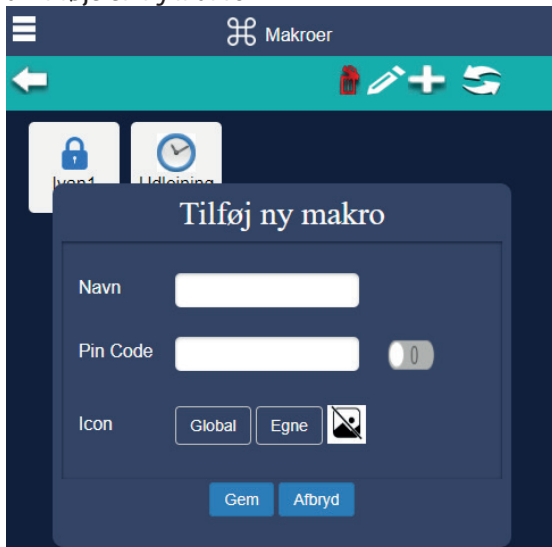 Makroer
Ivan1
Udlejning
Tilføj ny makro
Navn
Pin Code
0
Icon
Global
Egne
Gem
Afbryd